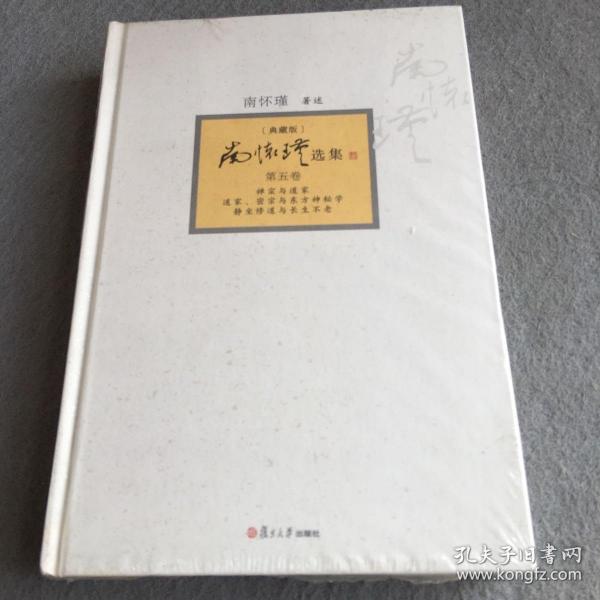 南怀瑾
南怀瑾 著述
〔典藏版〕
南怀瑾选集
第五卷
禅宗与道家
道家、密宗与东方神秘学
静坐修道与长生不老
复旦大学 出版社
孔夫子旧书网
www.kongfz.com